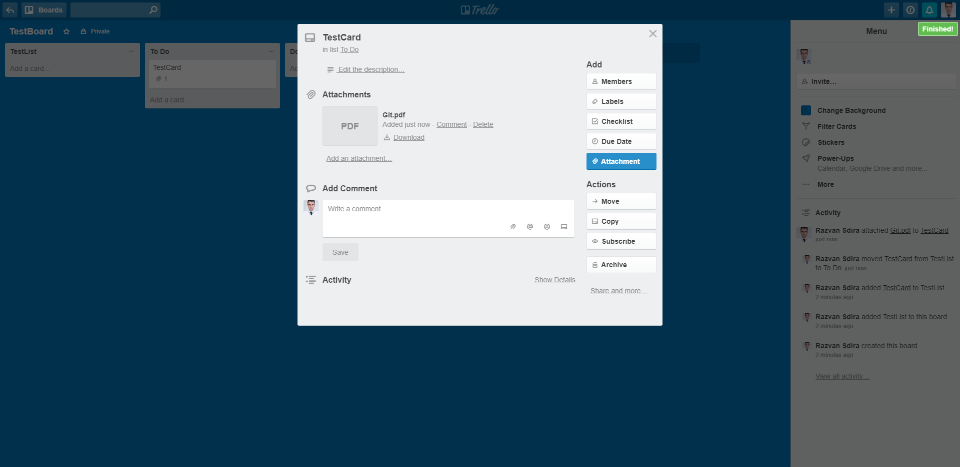 Boards
Trello
Finished!
TestBoard
Private
TestList
Add a card...
To Do
TestCard
1
Add a card...
Do
Ad
TestCard
in list To Do
Edit the description...
Attachments
PDF
Git.pdf
Added just now - Comment - Delete
Download
Add an attachment...
Add Comment
Write a comment
Save
Activity
Show Details
Add
Members
Labels
Checklist
Due Date
Attachment
Actions
Move
Copy
Subscribe
Archive
Share and more...
Menu
Invite...
Change Background
Filter Cards
Stickers
Power-Ups
Calendar, Google Drive and more...
More
Activity
Razvan Sdira attached Git.pdf to TestCard
just now
Razvan Sdira moved TestCard from TestList
to To Do just now
Razvan Sdira added TestCard to TestList
2 minutes ago
Razvan Sdira added TestList to this board
2 minutes ago
Razvan Sdira created this board
2 minutes ago
View all activity...